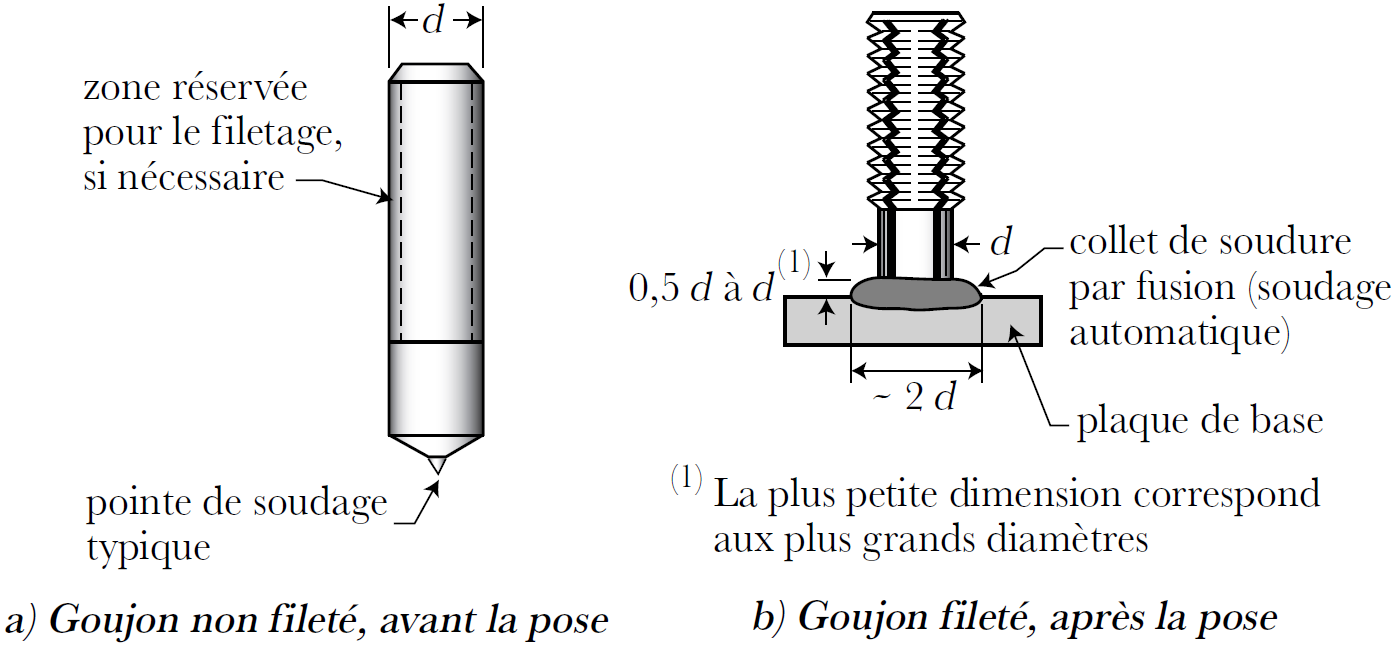 d
zone réservée
pour le filetage,
si nécessaire
pointe de soudage
typique
a) Goujon non fileté, avant la pose
d
0,5 d à d(1)
collet de soudure
par fusion (soudage
automatique)
~ 2 d
plaque de base
(1) La plus petite dimension correspond
aux plus grands diamètres
b) Goujon fileté, après la pose